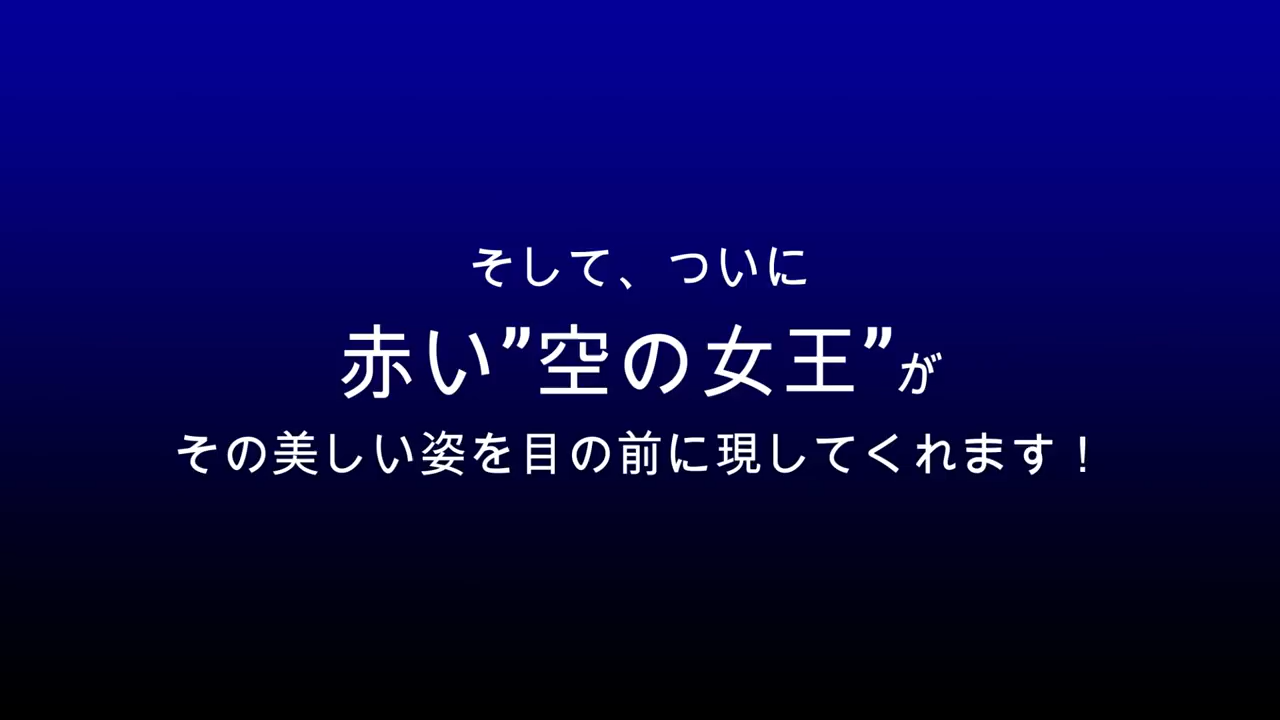 そして、ついに
赤い”空の女王”が
その美しい姿を目の前に現してくれます！